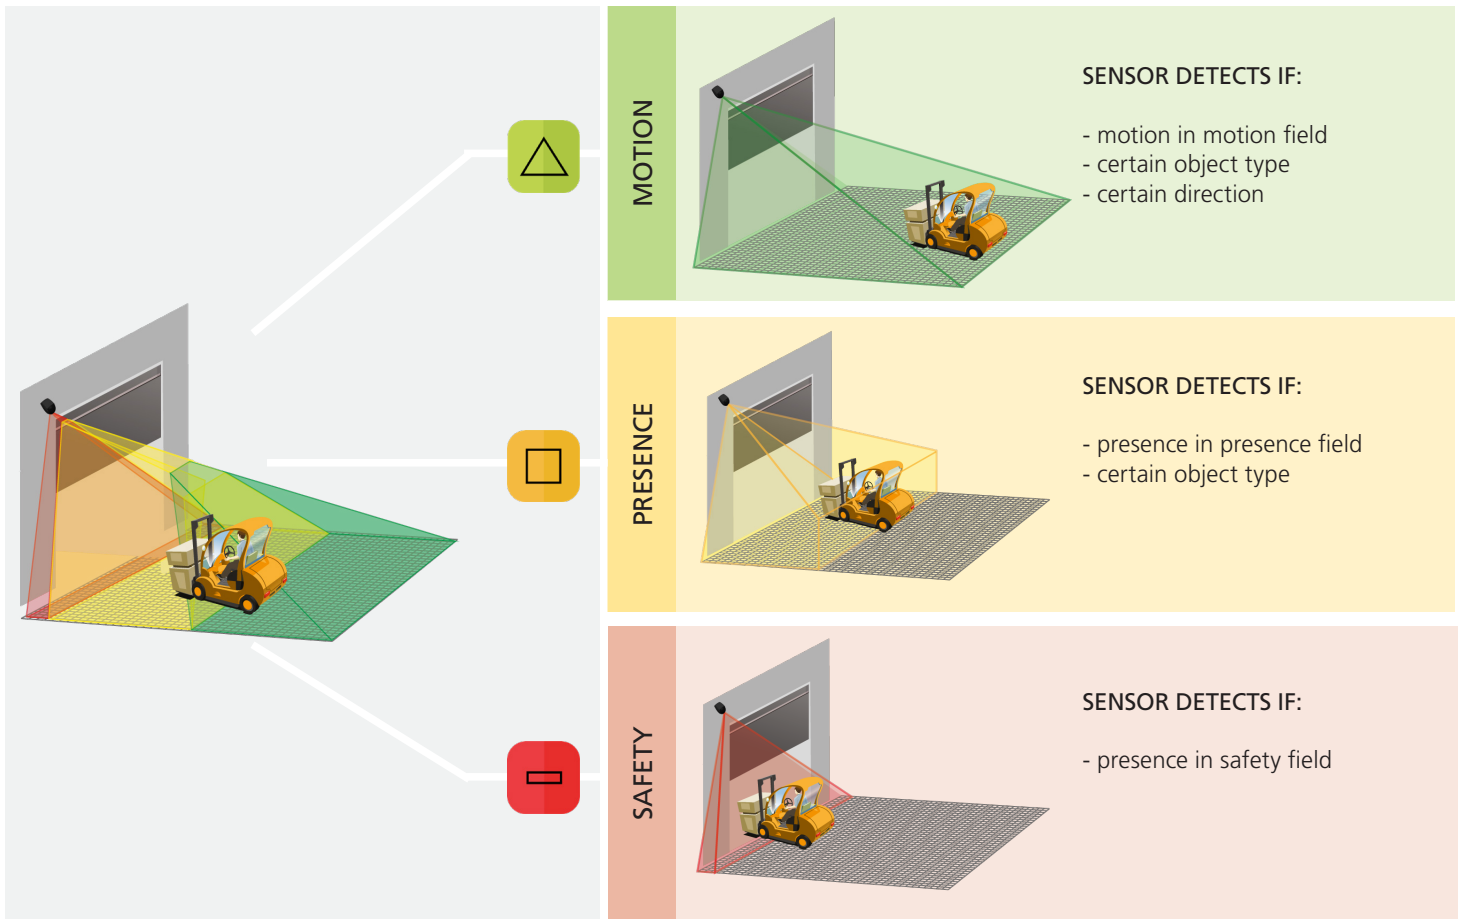 MOTION
SENSOR DETECTS IF:
- motion in motion field
- certain object type
- certain direction
PRESENCE
SENSOR DETECTS IF:
- presence in presence field
- certain object type
SAFETY
SENSOR DETECTS IF:
- presence in safety field